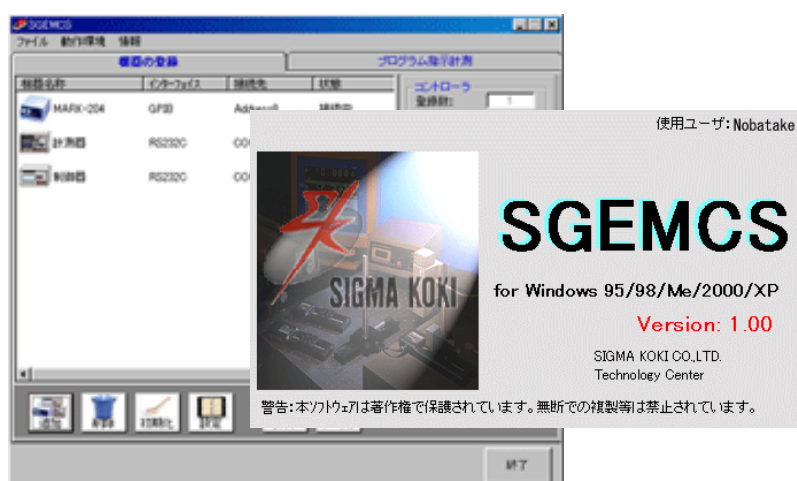 SGEMCS
ファイル 動作環境 情報
機器の登録 プログラム指示計測
機器名称 インターフェイス 接続先 状態
コントローラ
登録数: 1
MARK-204 GPIB
計測器 RS232C
制御器 RS232C
使用ユーザ: Nobatake
SGEMCS
SIGMA KOKI
for Windows 95/98/Me/2000/XP
Version: 1.00
SIGMA KOKI CO.,LTD.
Technology Center
警告:本ソフトウェアは著作権で保護されています。無断での複製等は禁止されています。
追加 削除 初期化 設定
終了